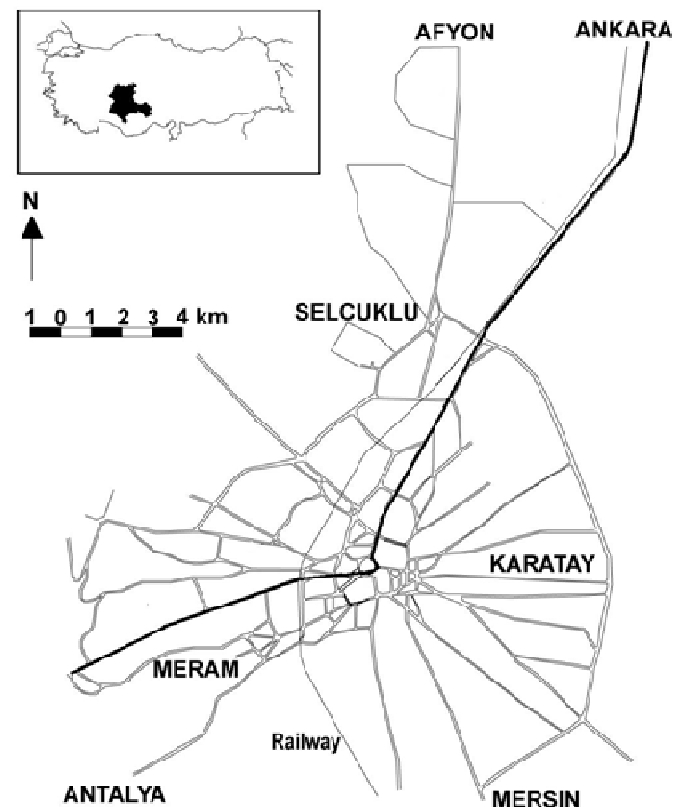 AFYON
ANKARA
N
1 0 1 2 3 4 km
SELCUKLU
KARATAY
MERAM
Railway
ANTALYA
MERSIN